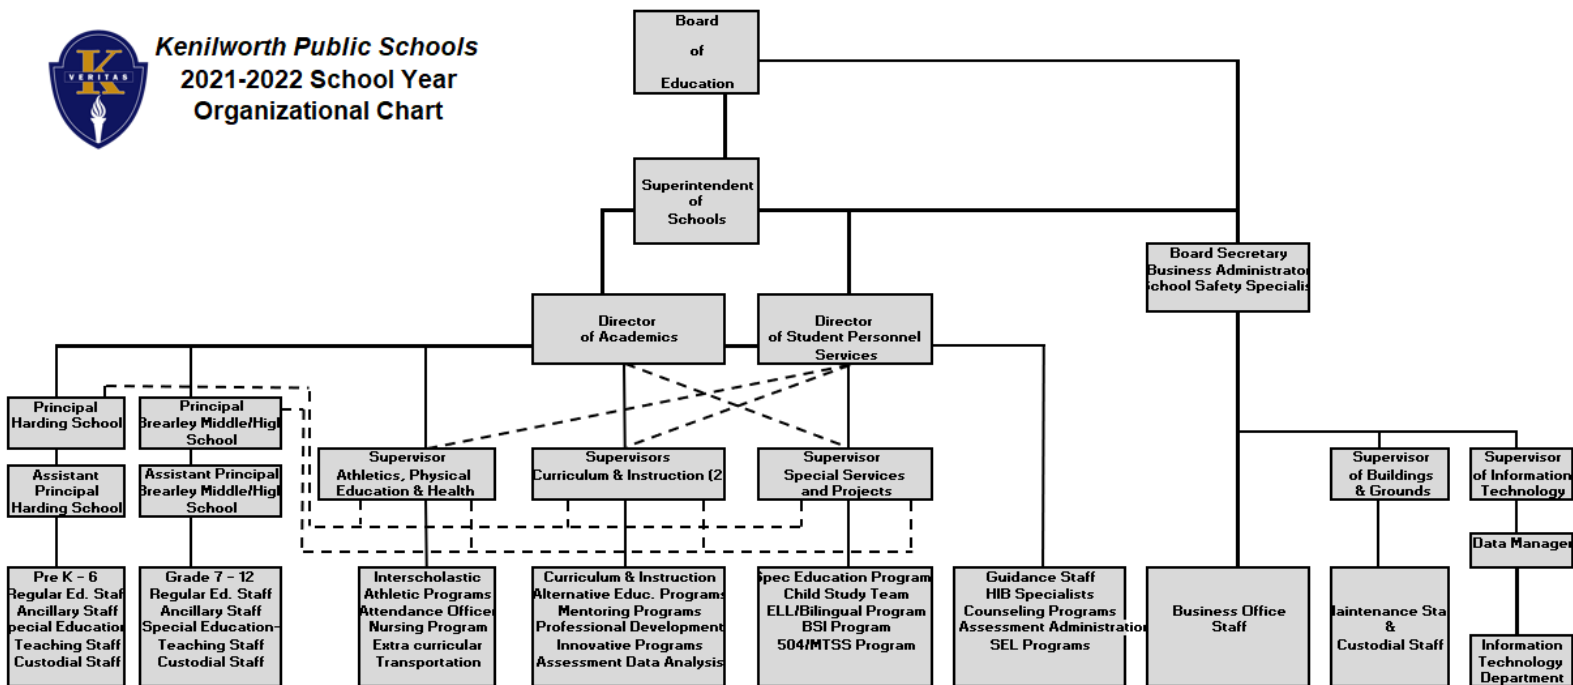 Kenilworth Public Schools
2021-2022 School Year
Organizational Chart
K
VERITAS
Board
of
Education
Superintendent
of
Schools
Board Secretary
Business Administrato
School Safety Specialis
Director
of Academics
Director
of Student Personnel
Services
Principal
Harding School
Principal
Brearley Middle/High
School
Assistant
Principal
Harding School
Assistant Principal
Brearley Middle/High
School
Supervisor
Athletics, Physical
Education & Health
Supervisors
Curriculum & Instruction (2
Supervisor
Special Services
and Projects
Supervisor
of Buildings
& Grounds
Supervisor
of Information
Technology
Data Manager
Pre K - 6
Regular Ed. Staf
Ancillary Staff
pecial Education
Teaching Staff
Custodial Staff
Grade 7 - 12
Regular Ed. Staff
Ancillary Staff
Special Education-
Teaching Staff
Custodial Staff
Interscholastic
Athletic Programs
Attendance Officer
Nursing Program
Extra curricular
Transportation
Curriculum & Instruction
Alternative Educ. Programs
Mentoring Programs
Professional Development
Innovative Programs
Assessment Data Analysis
Spec Education Program
Child Study Team
ELL/Bilingual Program
BSI Program
504/MTSS Program
Guidance Staff
HIB Specialists
Counseling Programs
Assessment Administration
SEL Programs
Business Office
Staff
laintenance Sta
&
Custodial Staff
Information
Technology
Department